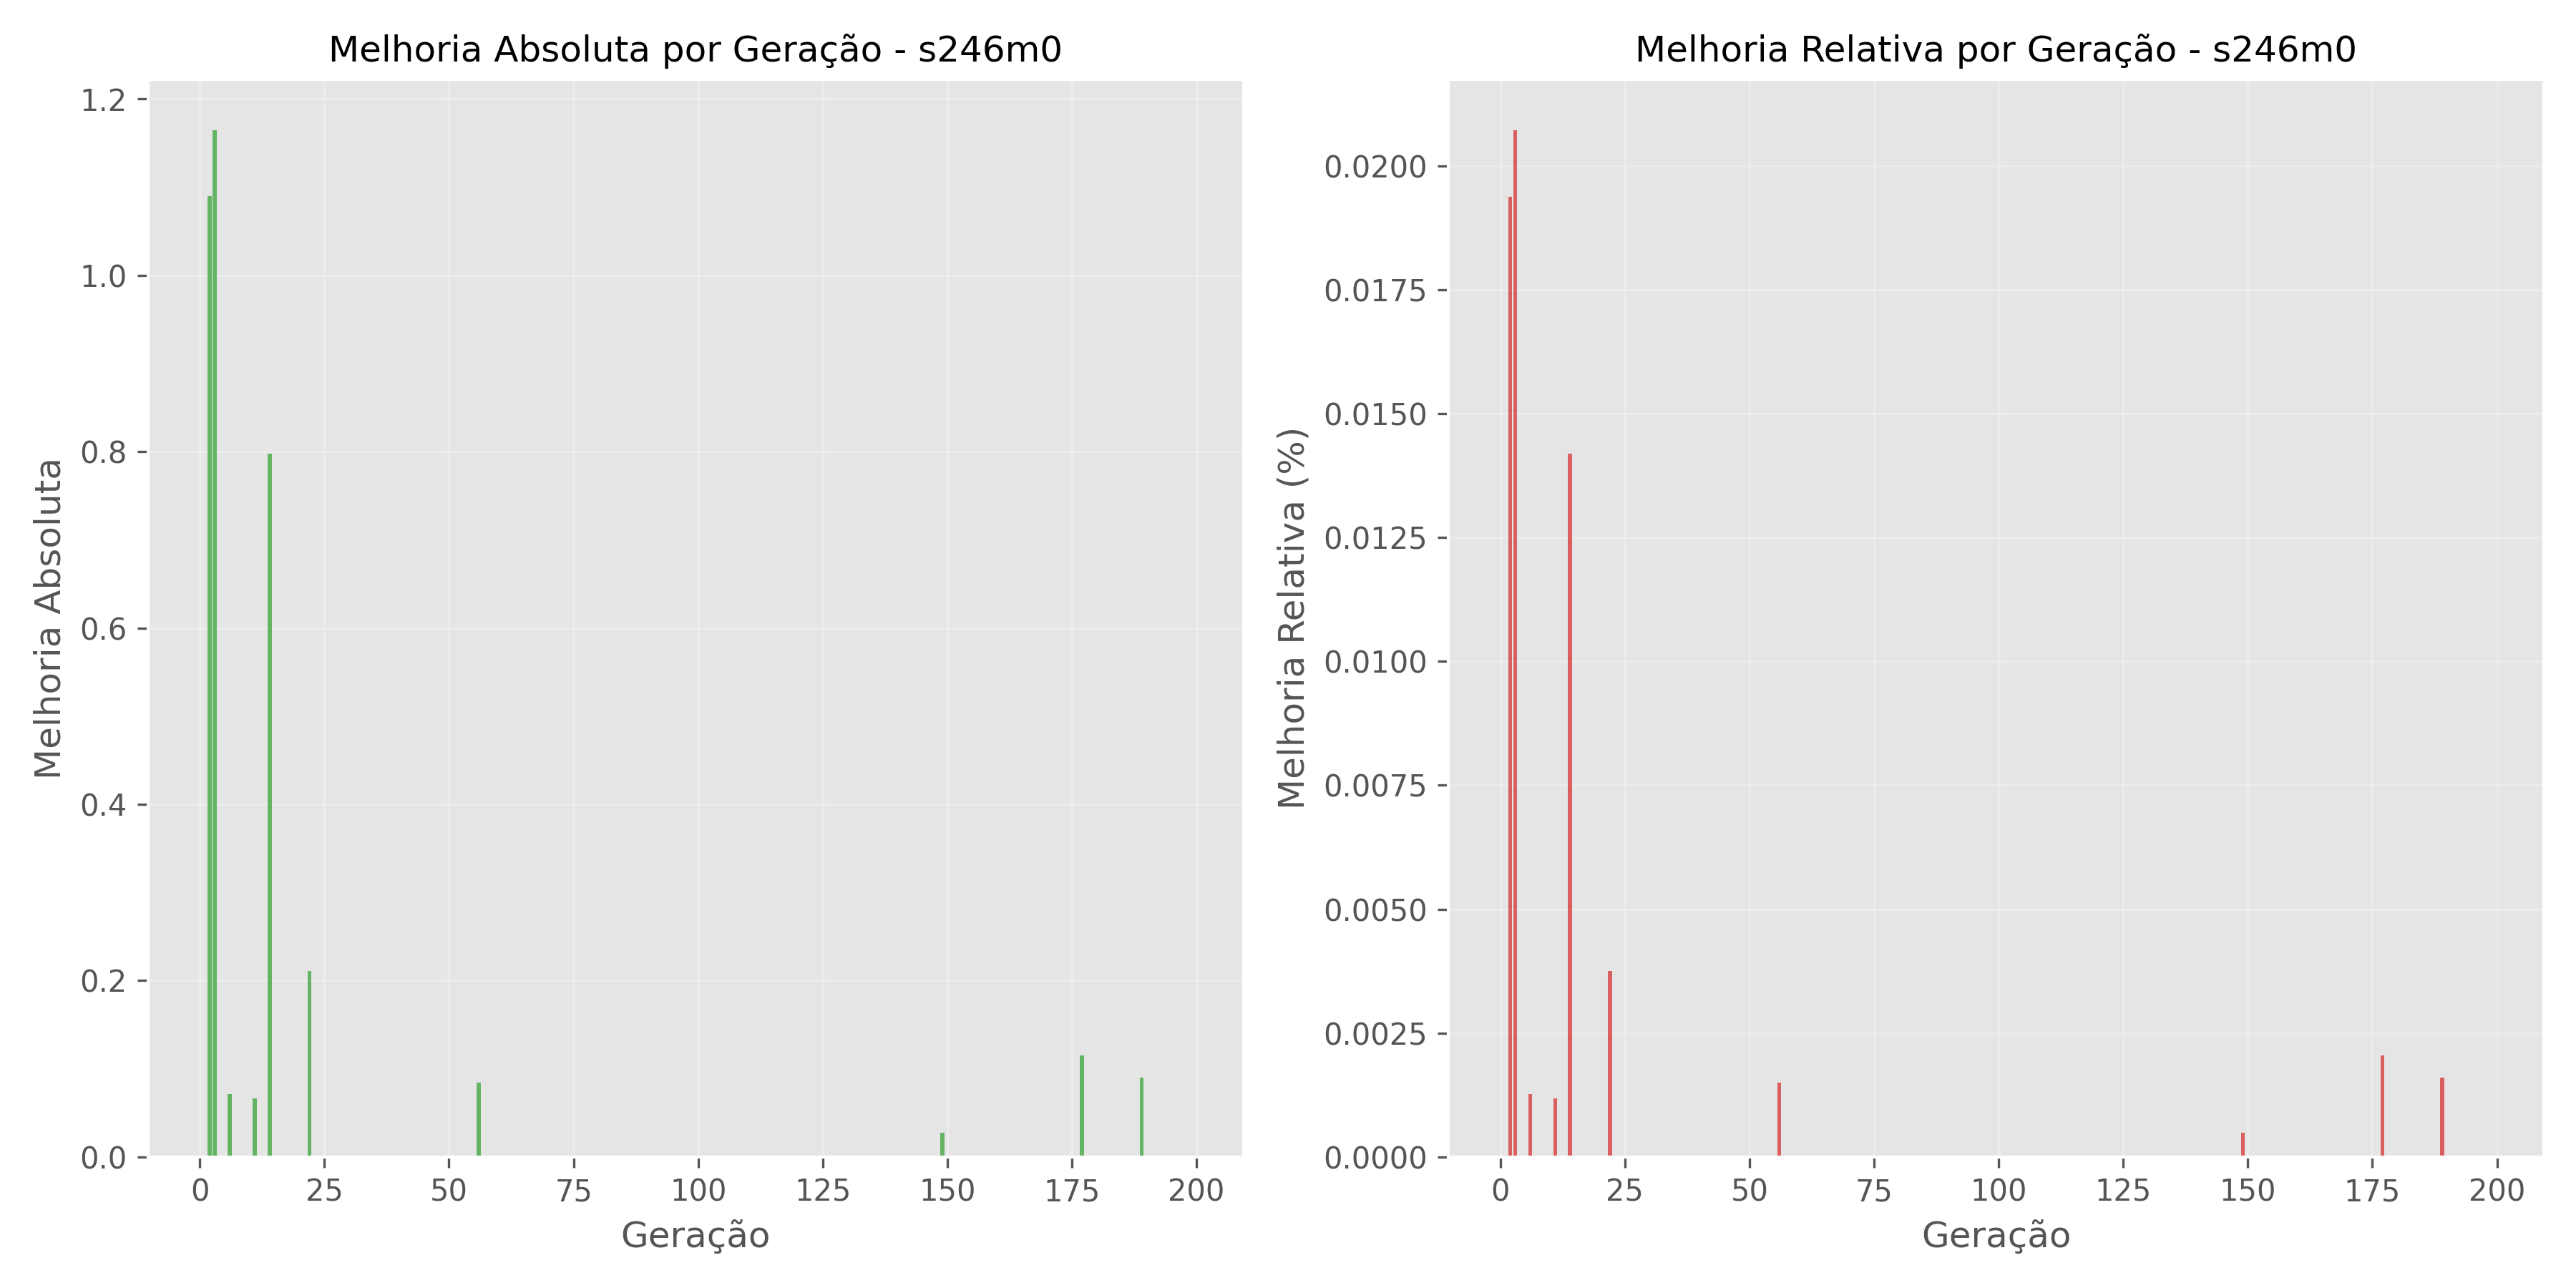 Melhoria Absoluta por Geração - s246m0
1.2
1.0
0.8
0.6
0.4
0.2
0.0
Melhoria Absoluta
0 25 50 75 100 125 150 175 200
Geração
Melhoria Relativa por Geração - s246m0
0.0200
0.0175
0.0150
0.0125
0.0100
0.0075
0.0050
0.0025
0.0000
Melhoria Relativa (%)
0 25 50 75 100 125 150 175 200
Geração